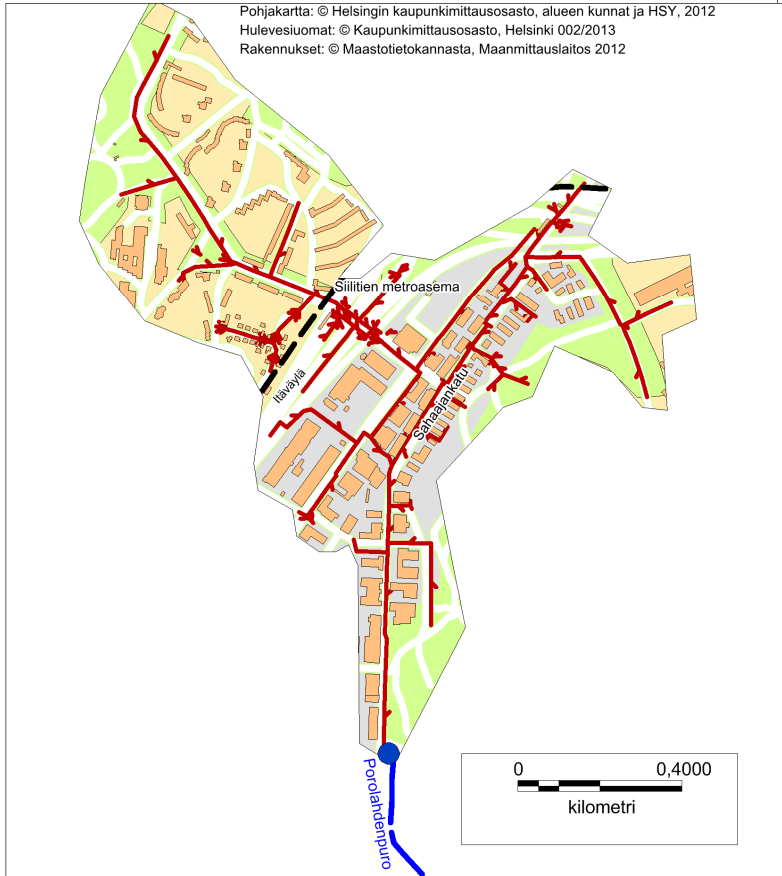 Pohjakartta: © Helsingin kaupunkimittausosasto, alueen kunnat ja HSY, 2012
Hulevesiuomat: © Kaupunkimittausosasto, Helsinki 002/2013
Rakennukset: © Maastotietokannasta, Maanmittauslaitos 2012
Siilitien metroasema
Itäväylä
Sahaajankatu
Porolahdenpuro
0 0,4000
kilometri